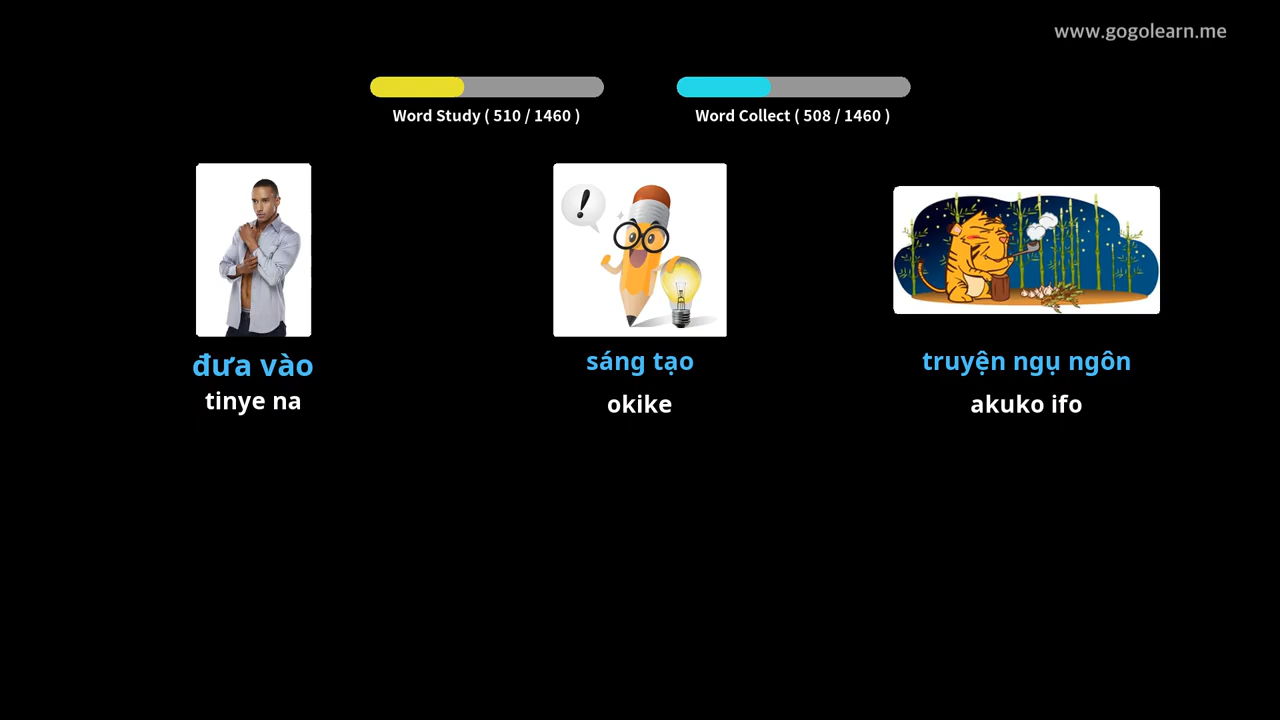 www.gogolearn.me
Word Study ( 510 / 1460 )
Word Collect ( 508 / 1460 )
!
đưa vào
tinye na
sáng tạo
okike
truyện ngụ ngôn
akuko ifo